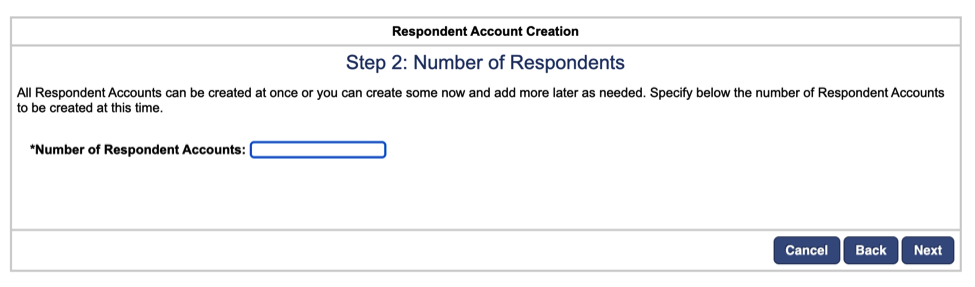 Respondent Account Creation
Step 2: Number of Respondents
All Respondent Accounts can be created at once or you can create some now and add more later as needed. Specify below the number of Respondent Accounts
to be created at this time.
*Number of Respondent Accounts:
Cancel Back Next